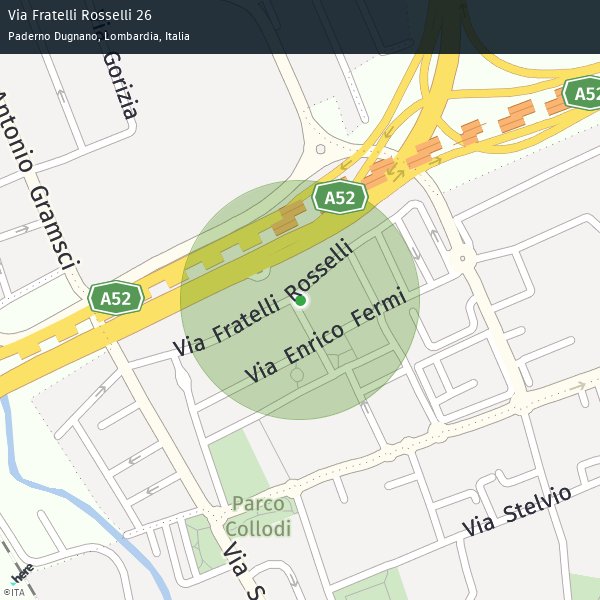 Via Fratelli Rosselli 26
Paderno Dugnano, Lombardia, Italia
Gorizia
Antonio Gramsci
A52
A52
A52
Via Fratelli Rosselli
Via Enrico Fermi
Parco
Collodi
Via Stelvio
Via S
here
©ITA